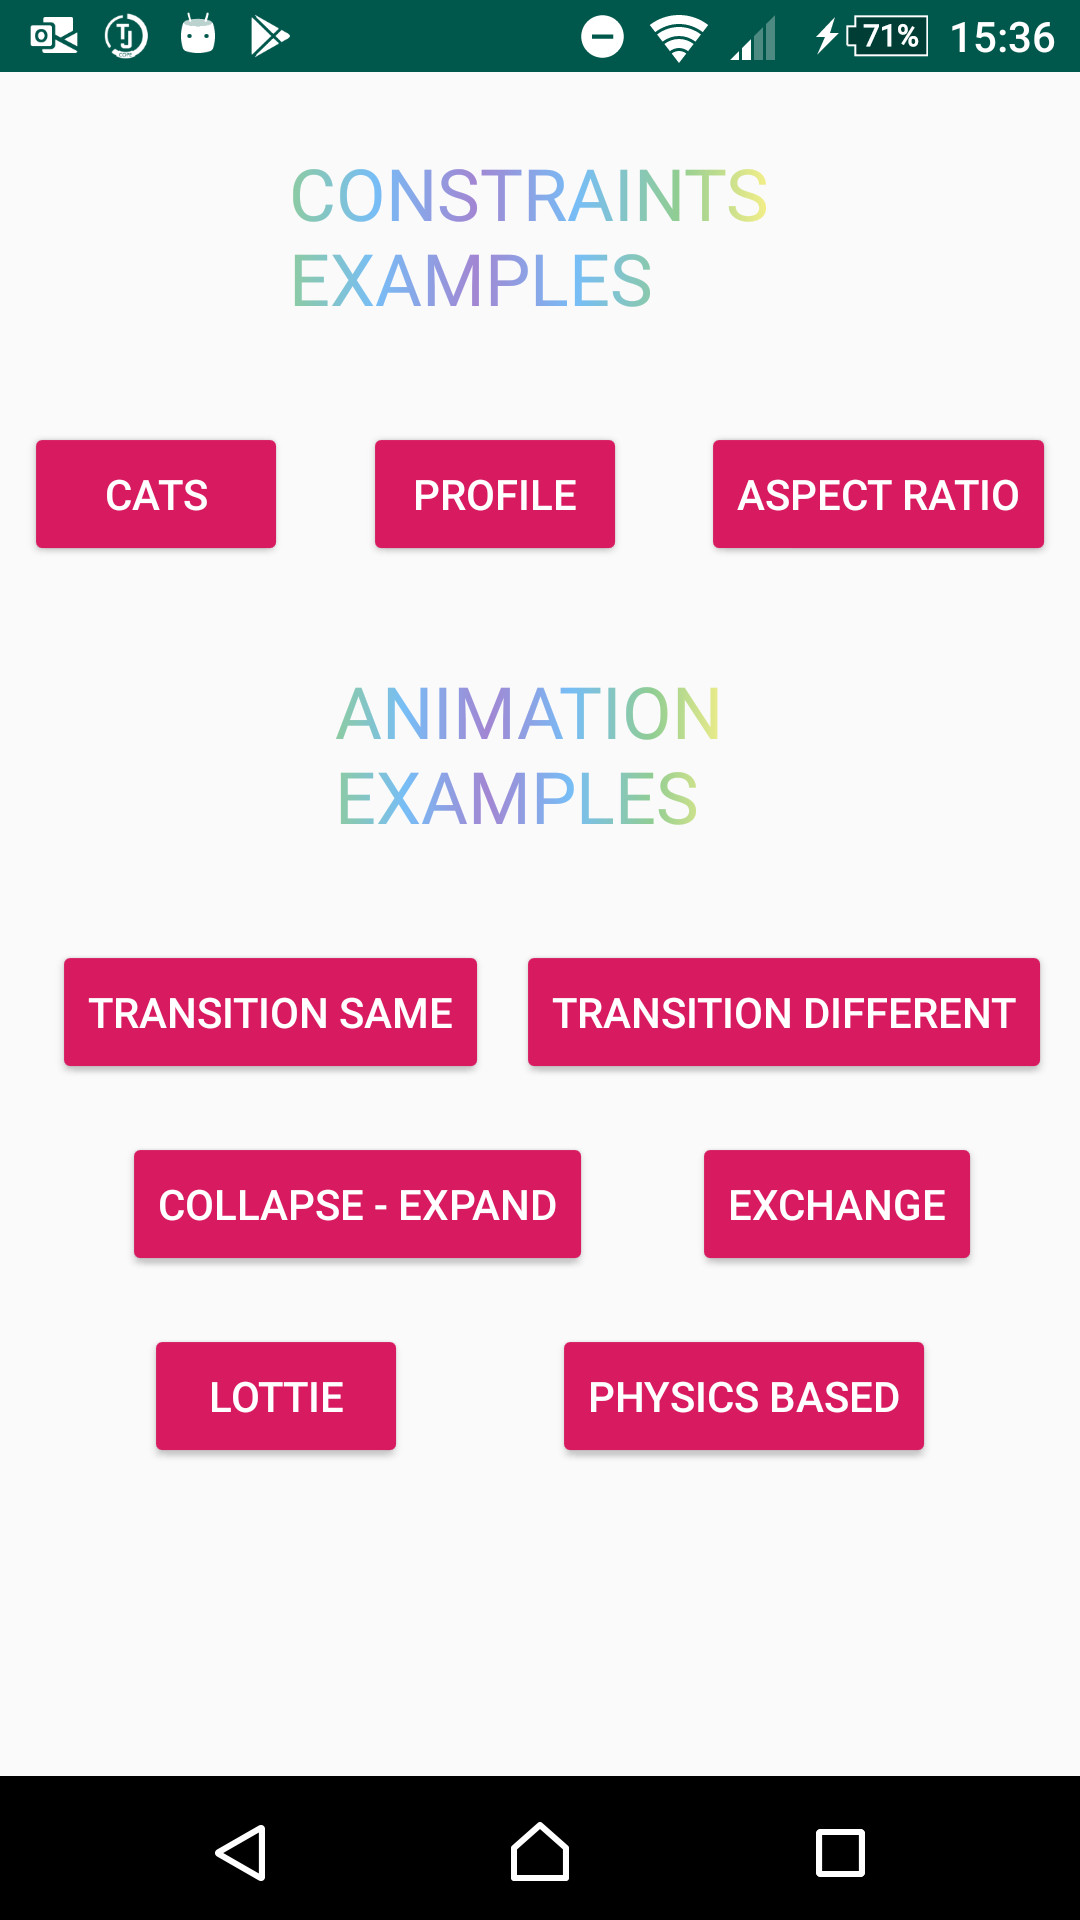 71% 15:36
CONSTRAINTS
EXAMPLES
CATS PROFILE ASPECT RATIO
ANIMATION
EXAMPLES
TRANSITION SAME TRANSITION DIFFERENT
COLLAPSE - EXPAND EXCHANGE
LOTTIE PHYSICS BASED